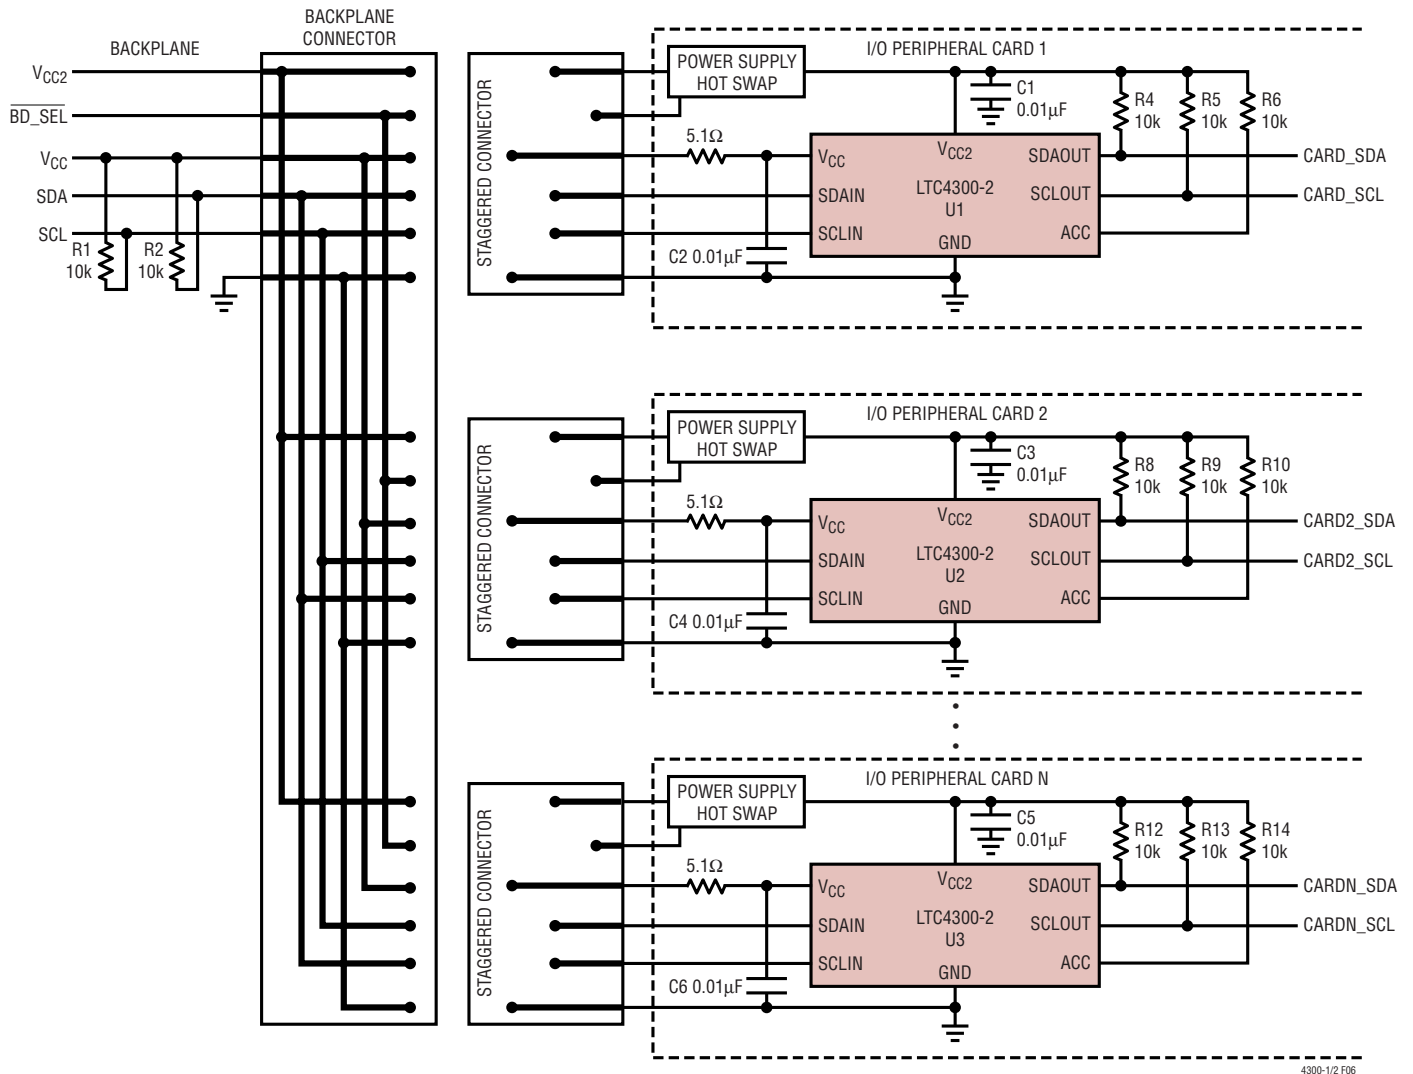 BACKPLANE
BACKPLANE
CONNECTOR
VCC2
BD_SEL
VCC
SDA
SCL
R1
10k
R2
10k
STAGGERED CONNECTOR
I/O PERIPHERAL CARD 1
POWER SUPPLY
HOT SWAP
C1
0.01μF
R4
10k
R5
10k
R6
10k
5.1Ω
C2 0.01μF
VCC
VCC2
SDAOUT
SDAIN
LTC4300-2
U1
SCLOUT
SCLIN
GND
ACC
CARD_SDA
CARD_SCL
STAGGERED CONNECTOR
I/O PERIPHERAL CARD 2
POWER SUPPLY
HOT SWAP
C3
0.01μF
R8
10k
R9
10k
R10
10k
5.1Ω
C4 0.01μF
VCC
VCC2
SDAOUT
SDAIN
LTC4300-2
U2
SCLOUT
SCLIN
GND
ACC
CARD2_SDA
CARD2_SCL
STAGGERED CONNECTOR
I/O PERIPHERAL CARD N
POWER SUPPLY
HOT SWAP
C5
0.01μF
R12
10k
R13
10k
R14
10k
5.1Ω
C6 0.01μF
VCC
VCC2
SDAOUT
SDAIN
LTC4300-2
U3
SCLOUT
SCLIN
GND
ACC
CARDN_SDA
CARDN_SCL
4300-1/2 F06